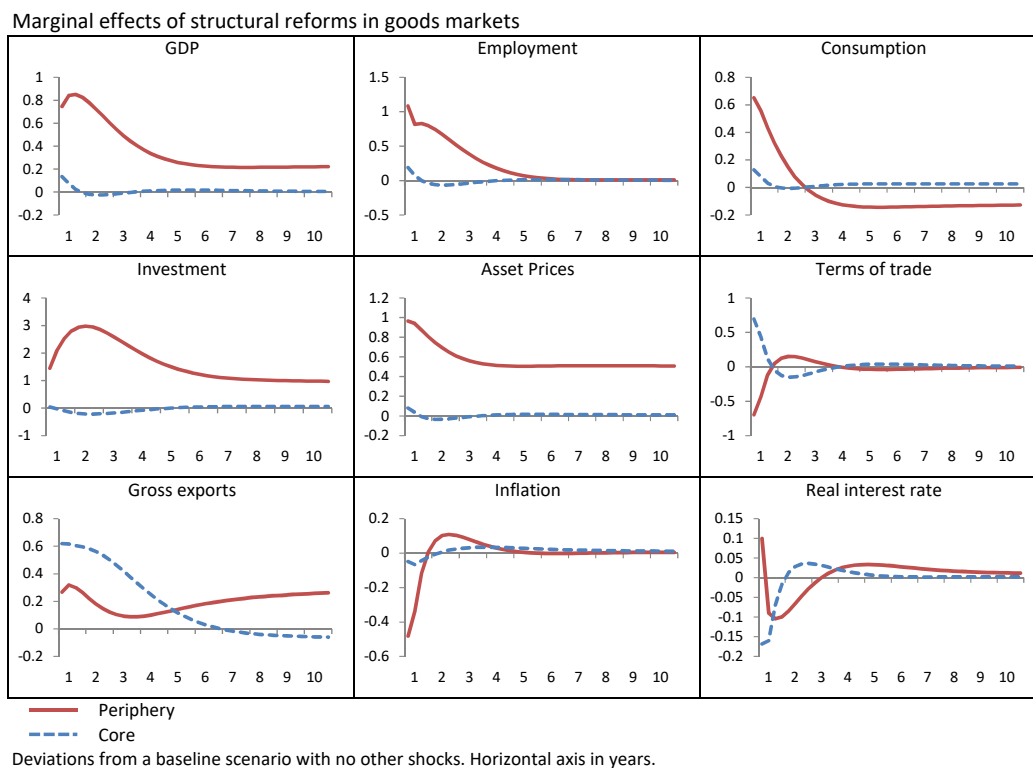 Marginal effects of structural reforms in goods markets
GDP
1
0.8
0.6
0.4
0.2
0
-0.2
1 2 3 4 5 6 7 8 9 10
Employment
1.5
1
0.5
0
-0.5
1 2 3 4 5 6 7 8 9 10
Consumption
0.8
0.6
0.4
0.2
0
-0.2
1 2 3 4 5 6 7 8 9 10
Investment
4
3
2
1
0
-1
1 2 3 4 5 6 7 8 9 10
Asset Prices
1.2
1
0.8
0.6
0.4
0.2
0
-0.2
1 2 3 4 5 6 7 8 9 10
Terms of trade
1
0.5
0
-0.5
-1
1 2 3 4 5 6 7 8 9 10
Gross exports
0.8
0.6
0.4
0.2
0
-0.2
1 2 3 4 5 6 7 8 9 10
Inflation
0.2
0
-0.2
-0.4
-0.6
1 2 3 4 5 6 7 8 9 10
Real interest rate
0.15
0.1
0.05
0
-0.05
-0.1
-0.15
-0.2
1 2 3 4 5 6 7 8 9 10
Periphery
Core
Deviations from a baseline scenario with no other shocks. Horizontal axis in years.